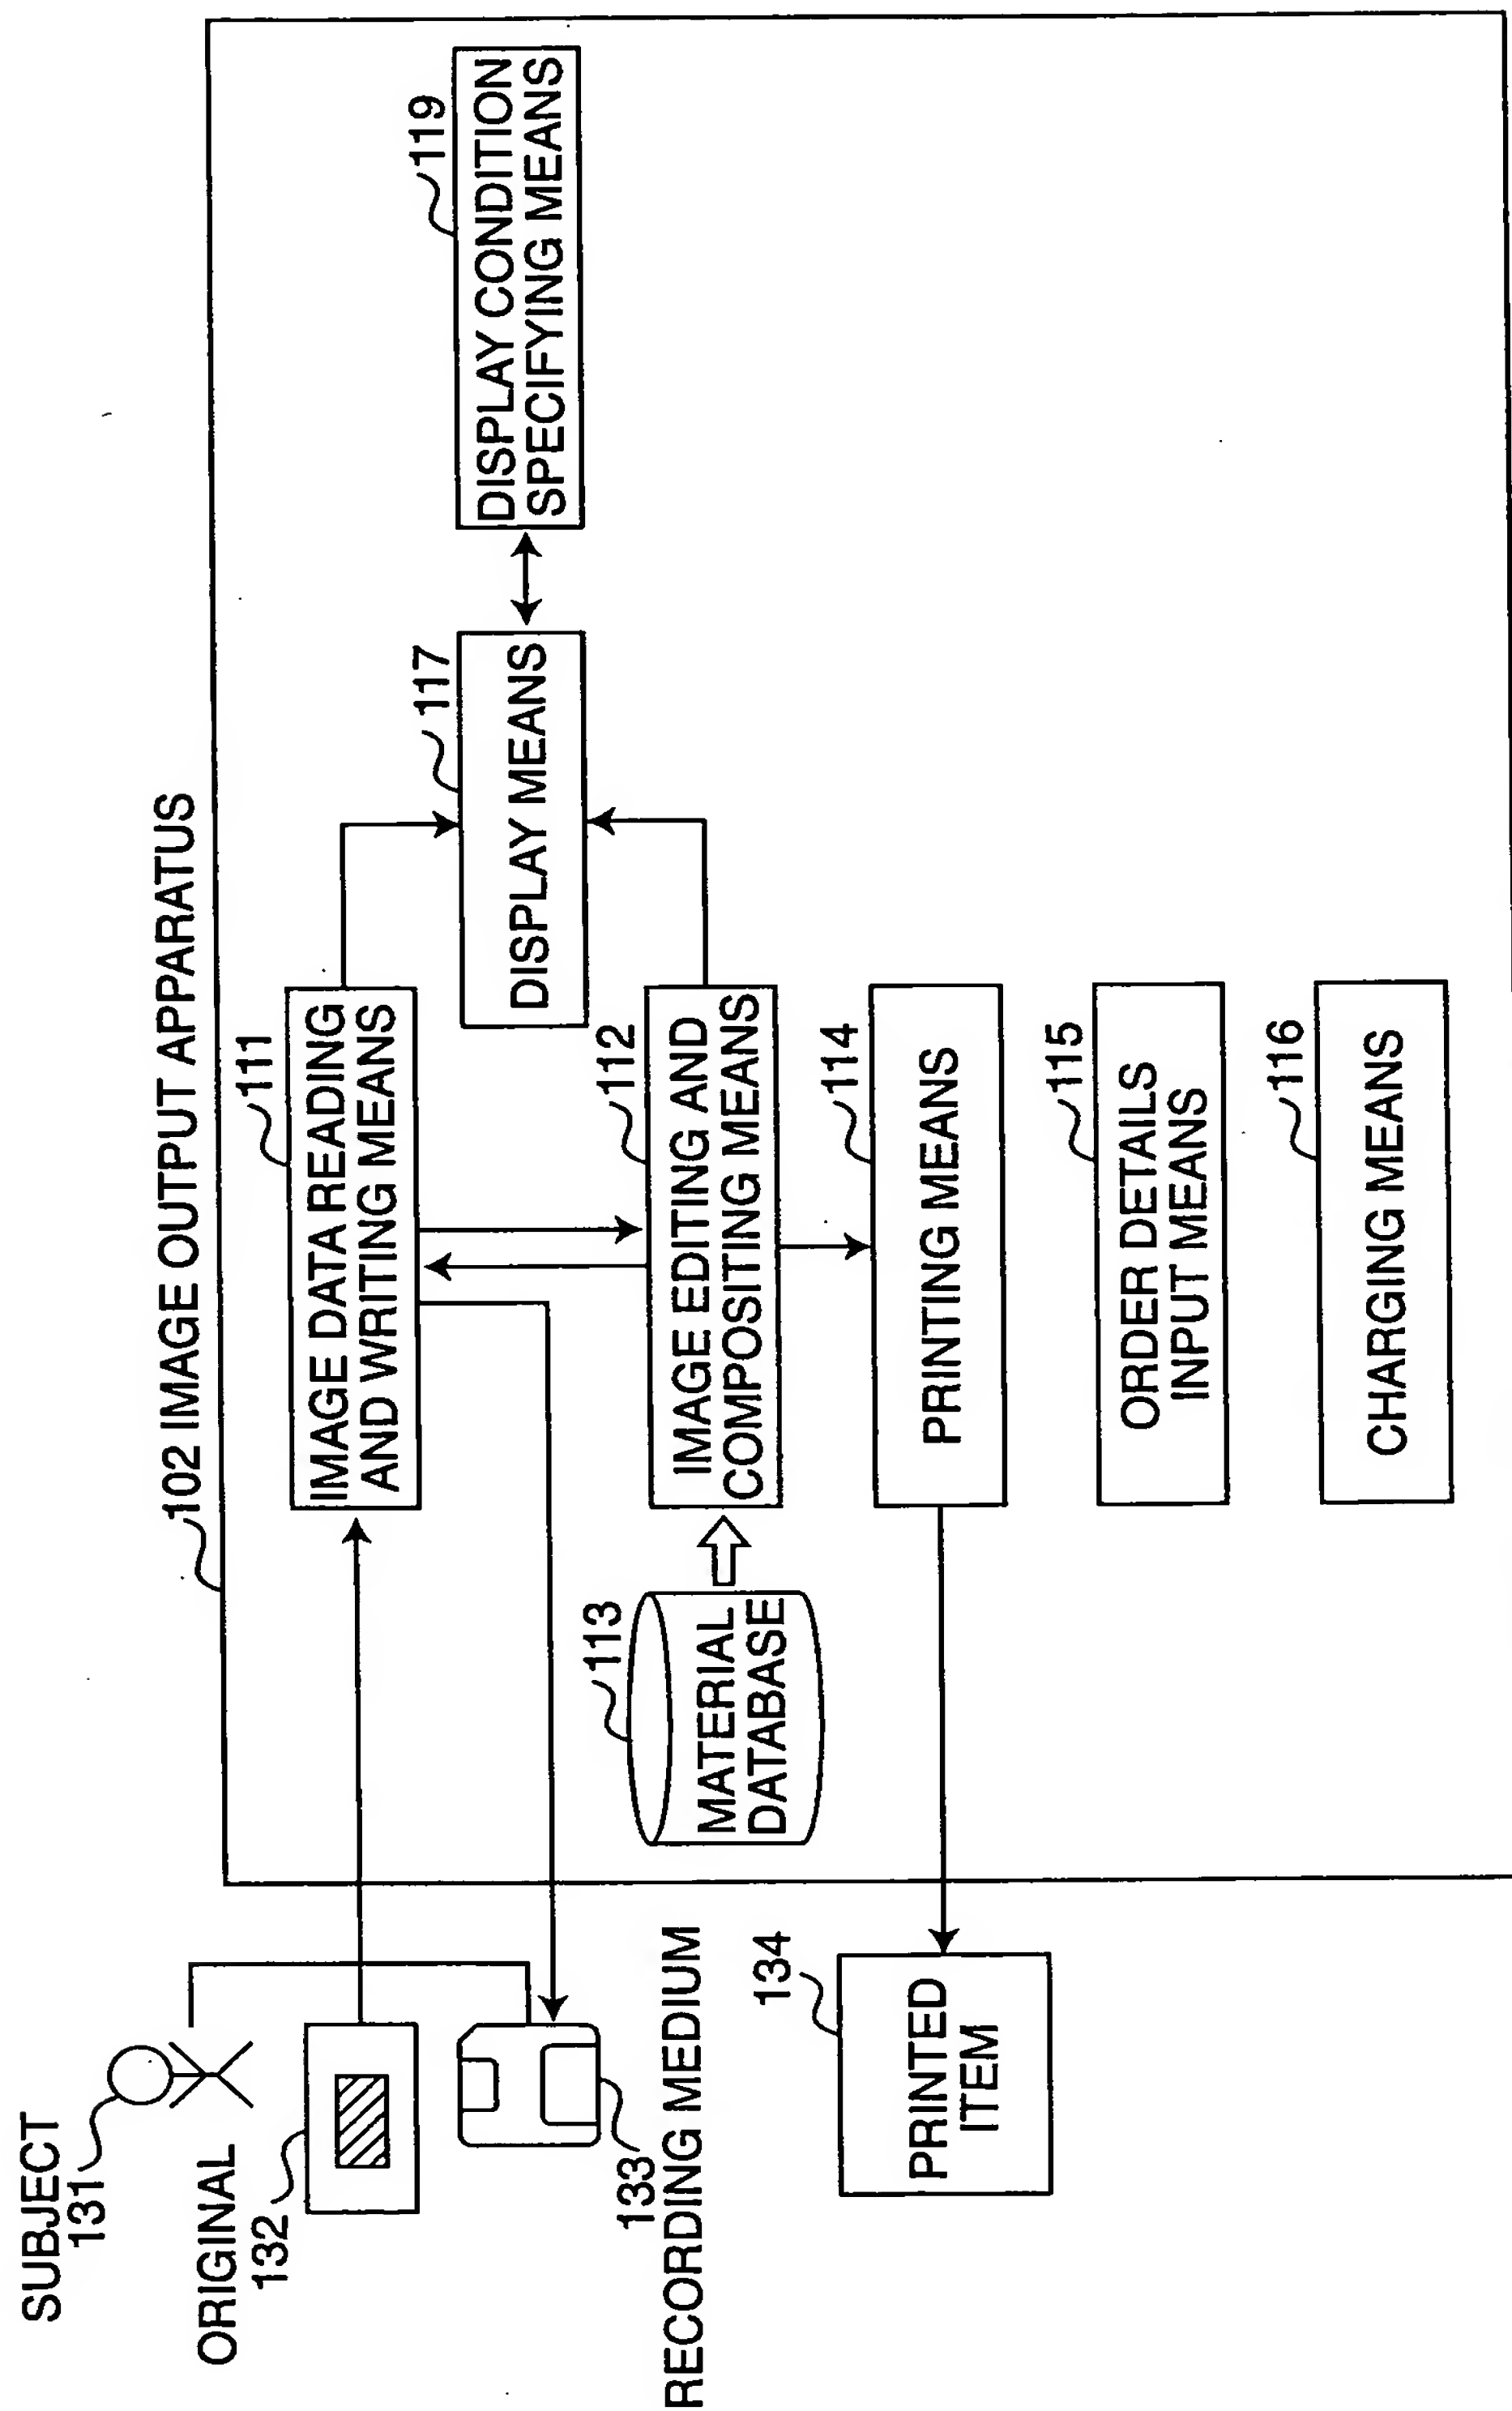 102 IMAGE OUTPUT APPARATUS
SUBJECT
131
ORIGINAL
132
133
RECORDING MEDIUM
134
PRINTED
ITEM
111
IMAGE DATA READING
AND WRITING MEANS
113
MATERIAL
DATABASE
112
IMAGE EDITING AND
COMPOSITING MEANS
114
PRINTING MEANS
115
ORDER DETAILS
INPUT MEANS
116
CHARGING MEANS
117
DISPLAY MEANS
119
DISPLAY CONDITION
SPECIFYING MEANS